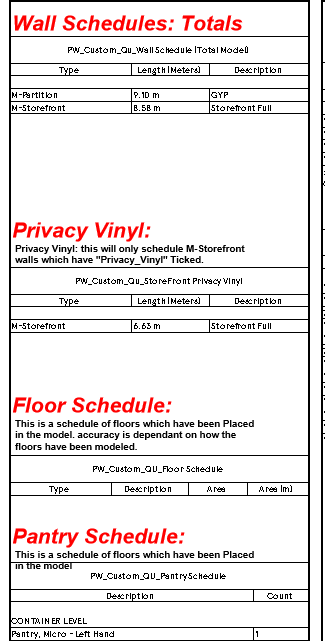 Wall Schedules: Totals
PW_Custom_Qu_Wall Schedule (Total Model)
Type Length (Meters) Description
M-Partition 9.10 m GYP
M-Storefront 8.58 m Storefront Full
Privacy Vinyl:
Privacy Vinyl: this will only schedule M-Storefront
walls which have "Privacy_Vinyl" Ticked.
PW_Custom_Qu_StoreFront Privacy Vinyl
Type Length (Meters) Description
M-Storefront 6.63 m Storefront Full
Floor Schedule:
This is a schedule of floors which have been Placed
in the model. accuracy is dependant on how the
floors have been modeled.
PW_Custom_QU_Floor Schedule
Type Description Area Area (m)
Pantry Schedule:
This is a schedule of floors which have been Placed
in the model
PW_Custom_QU_Pantry Schedule
Description Count
CONTAINER LEVEL
Pantry, Micro - Left Hand 1